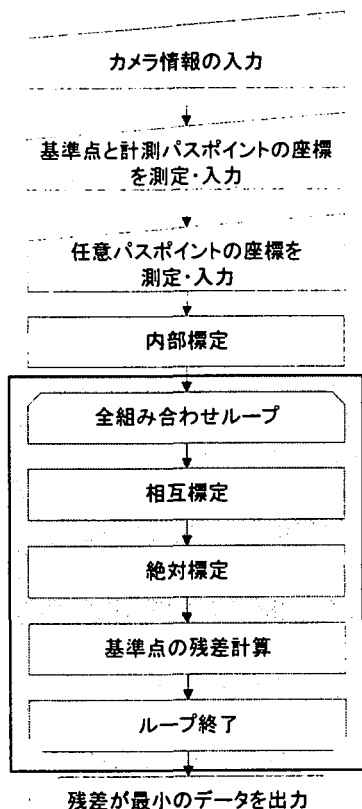 カメラ情報の入力
基準点と計測パスポイントの座標
を測定・入力
任意パスポイントの座標を
測定・入力
内部標定
全組み合わせループ
相互標定
絶対標定
基準点の残差計算
ループ終了
残差が最小のデータを出力